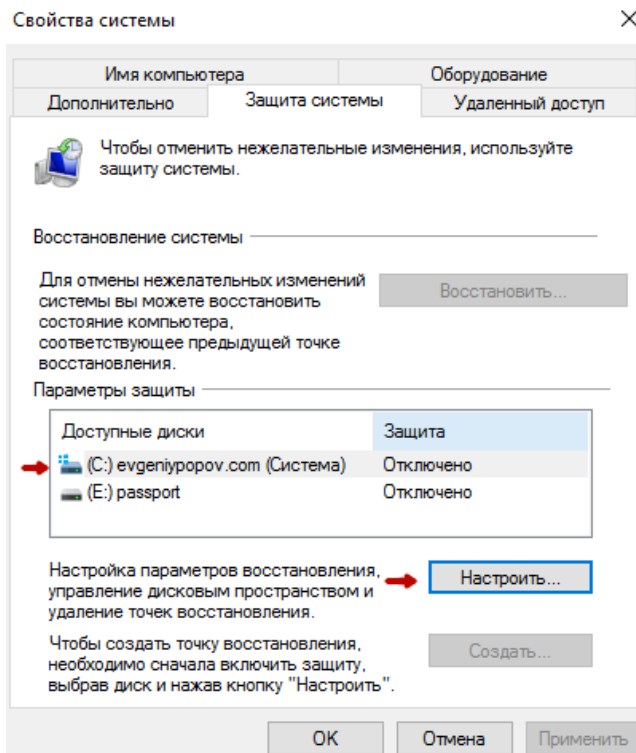 Свойства системы
Имя компьютера
Оборудование
Дополнительно
Защита системы
Удаленный доступ
Чтобы отменить нежелательные изменения, используйте
защиту системы.
Восстановление системы
Для отмены нежелательных изменений
системы вы можете восстановить
состояние компьютера,
соответствующее предыдущей точке
восстановления.
Восстановить...
Параметры защиты
Доступные диски
Защита
(C:) evgeniypopov.com (Система)
Отключено
(E:) passport
Отключено
Настройка параметров восстановления,
управление дисковым пространством и
удаление точек восстановления.
Настроить...
Чтобы создать точку восстановления,
необходимо сначала включить защиту,
выбрав диск и нажав кнопку "Настроить".
Создать...
OK
Отмена
Применить